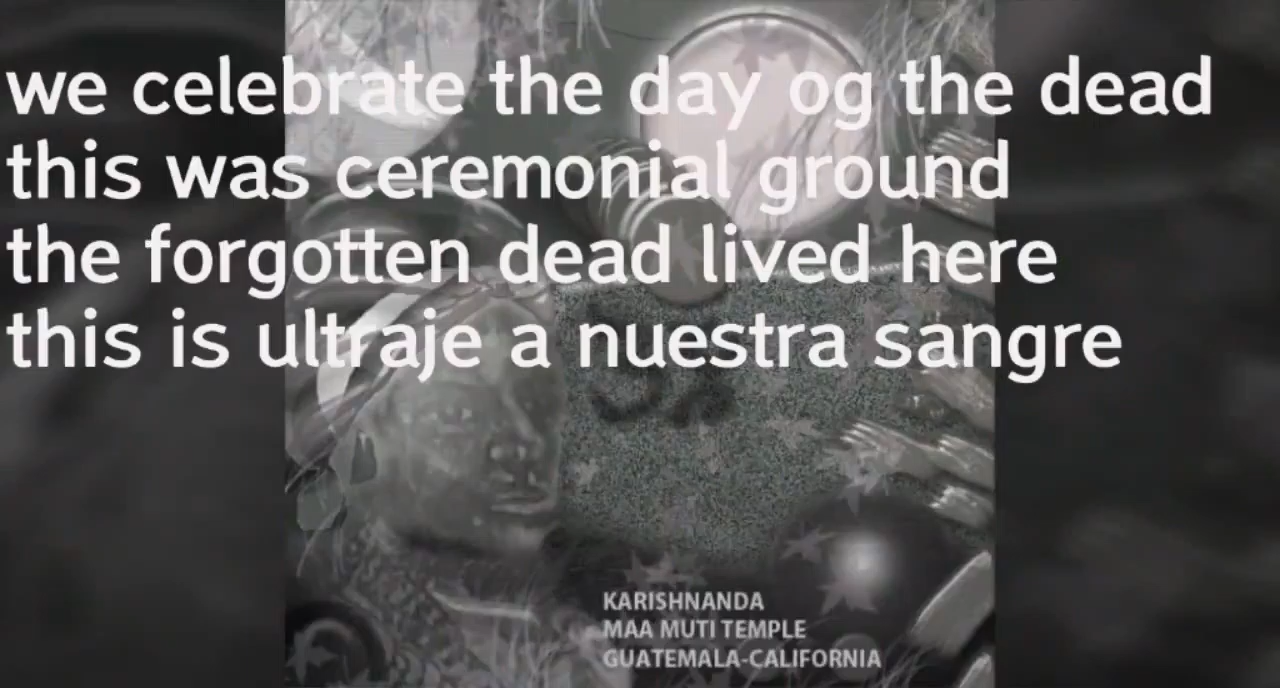 we celebrate the day og the dead
this was ceremonial ground
the forgotten dead lived here
this is ultraje a nuestra sangre
KARISHNANDA
MAA MUTI TEMPLE
GUATEMALA-CALIFORNIA